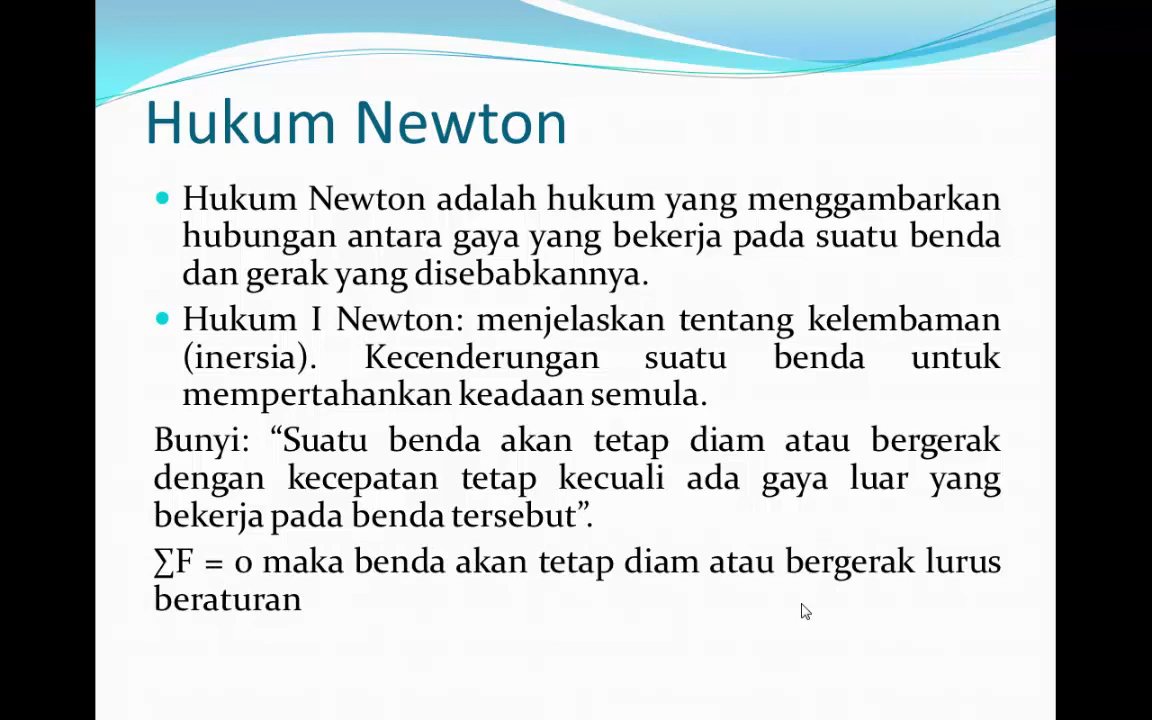 Hukum Newton
• Hukum Newton adalah hukum yang menggambarkan
hubungan antara gaya yang bekerja pada suatu benda
dan gerak yang disebabkannya.
• Hukum I Newton: menjelaskan tentang kelembaman
(inersia). Kecenderungan suatu benda untuk
mempertahankan keadaan semula.
Bunyi: “Suatu benda akan tetap diam atau bergerak
dengan kecepatan tetap kecuali ada gaya luar yang
bekerja pada benda tersebut”.
∑F = 0 maka benda akan tetap diam atau bergerak lurus
beraturan